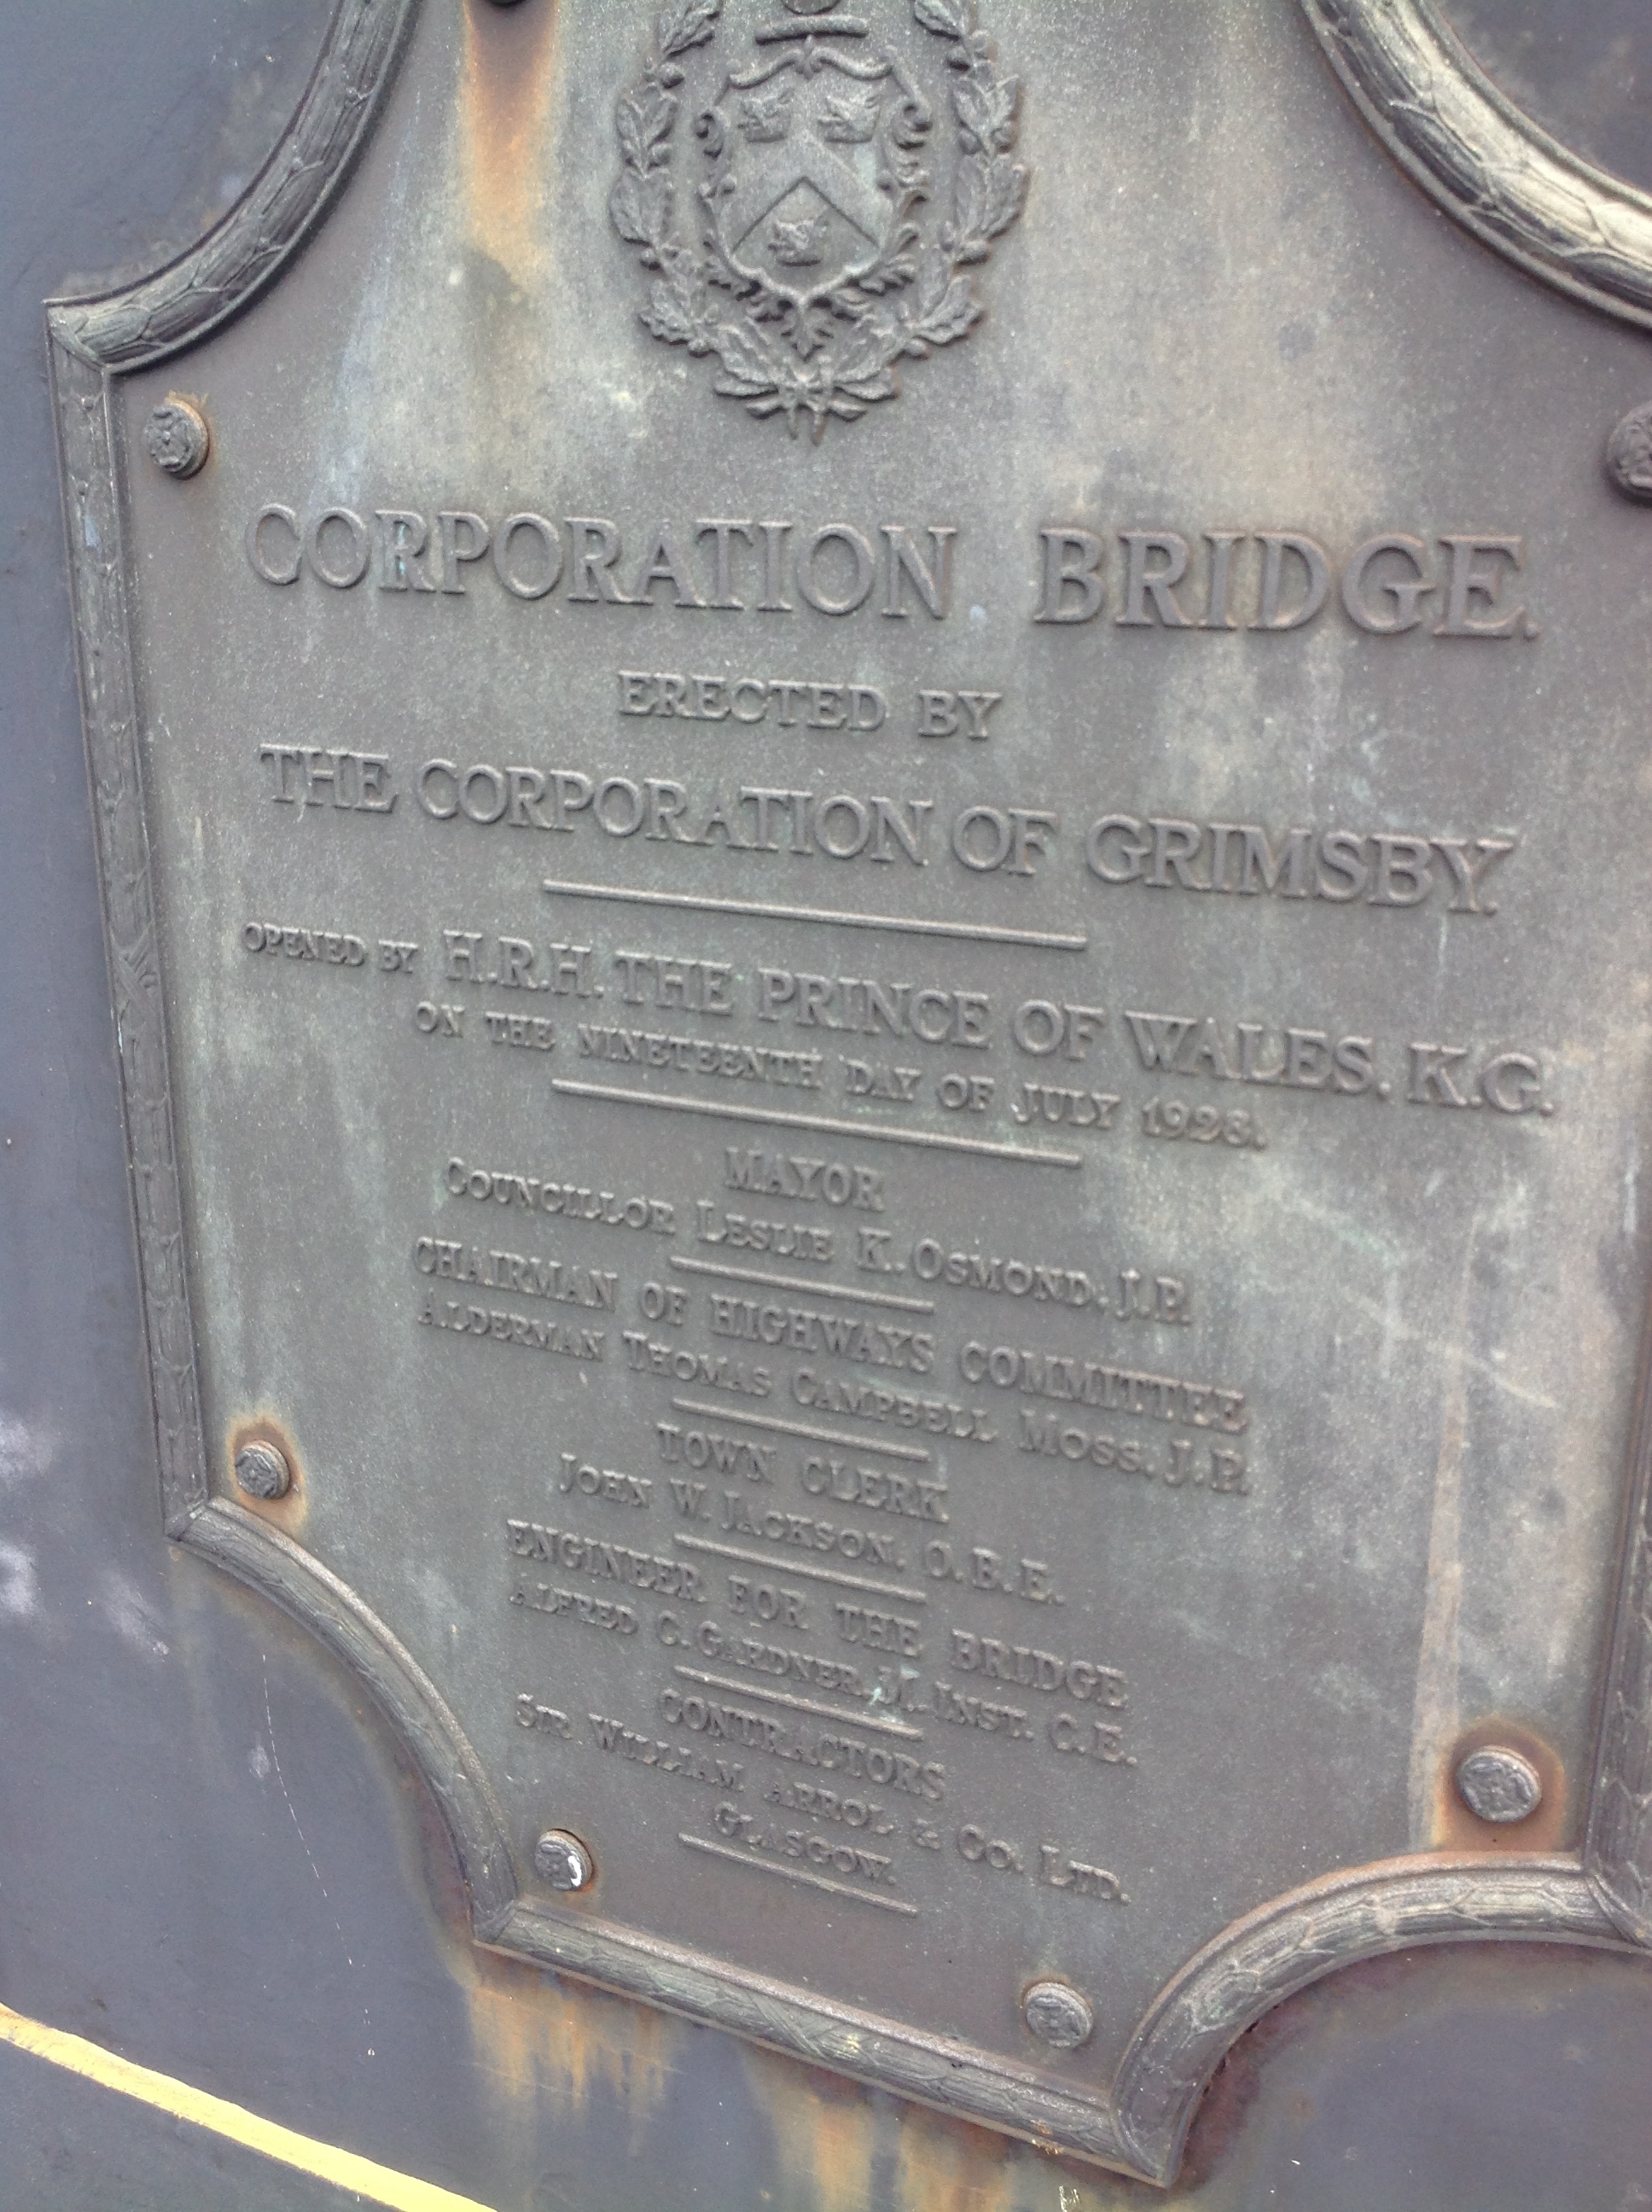 CORPORATION BRIDGE.
ERECTED BY
THE CORPORATION OF GRIMSBY.
OPENED BY H.R.H. THE PRINCE OF WALES, K.G.
ON THE NINETEENTH DAY OF JULY 1928.
MAYOR
COUNCILLOR LESLIE K. OSMOND, J.P.
CHAIRMAN OF HIGHWAYS COMMITTEE
ALDERMAN THOMAS CAMPBELL MOSS, J.P.
TOWN CLERK
JOHN W. JACKSON, O.B.E.
ENGINEER FOR THE BRIDGE
ALFRED C. GARDNER, M. INST. C.E.
CONTRACTORS
SIR WILLIAM ARROL & CO. LTD.
GLASGOW.